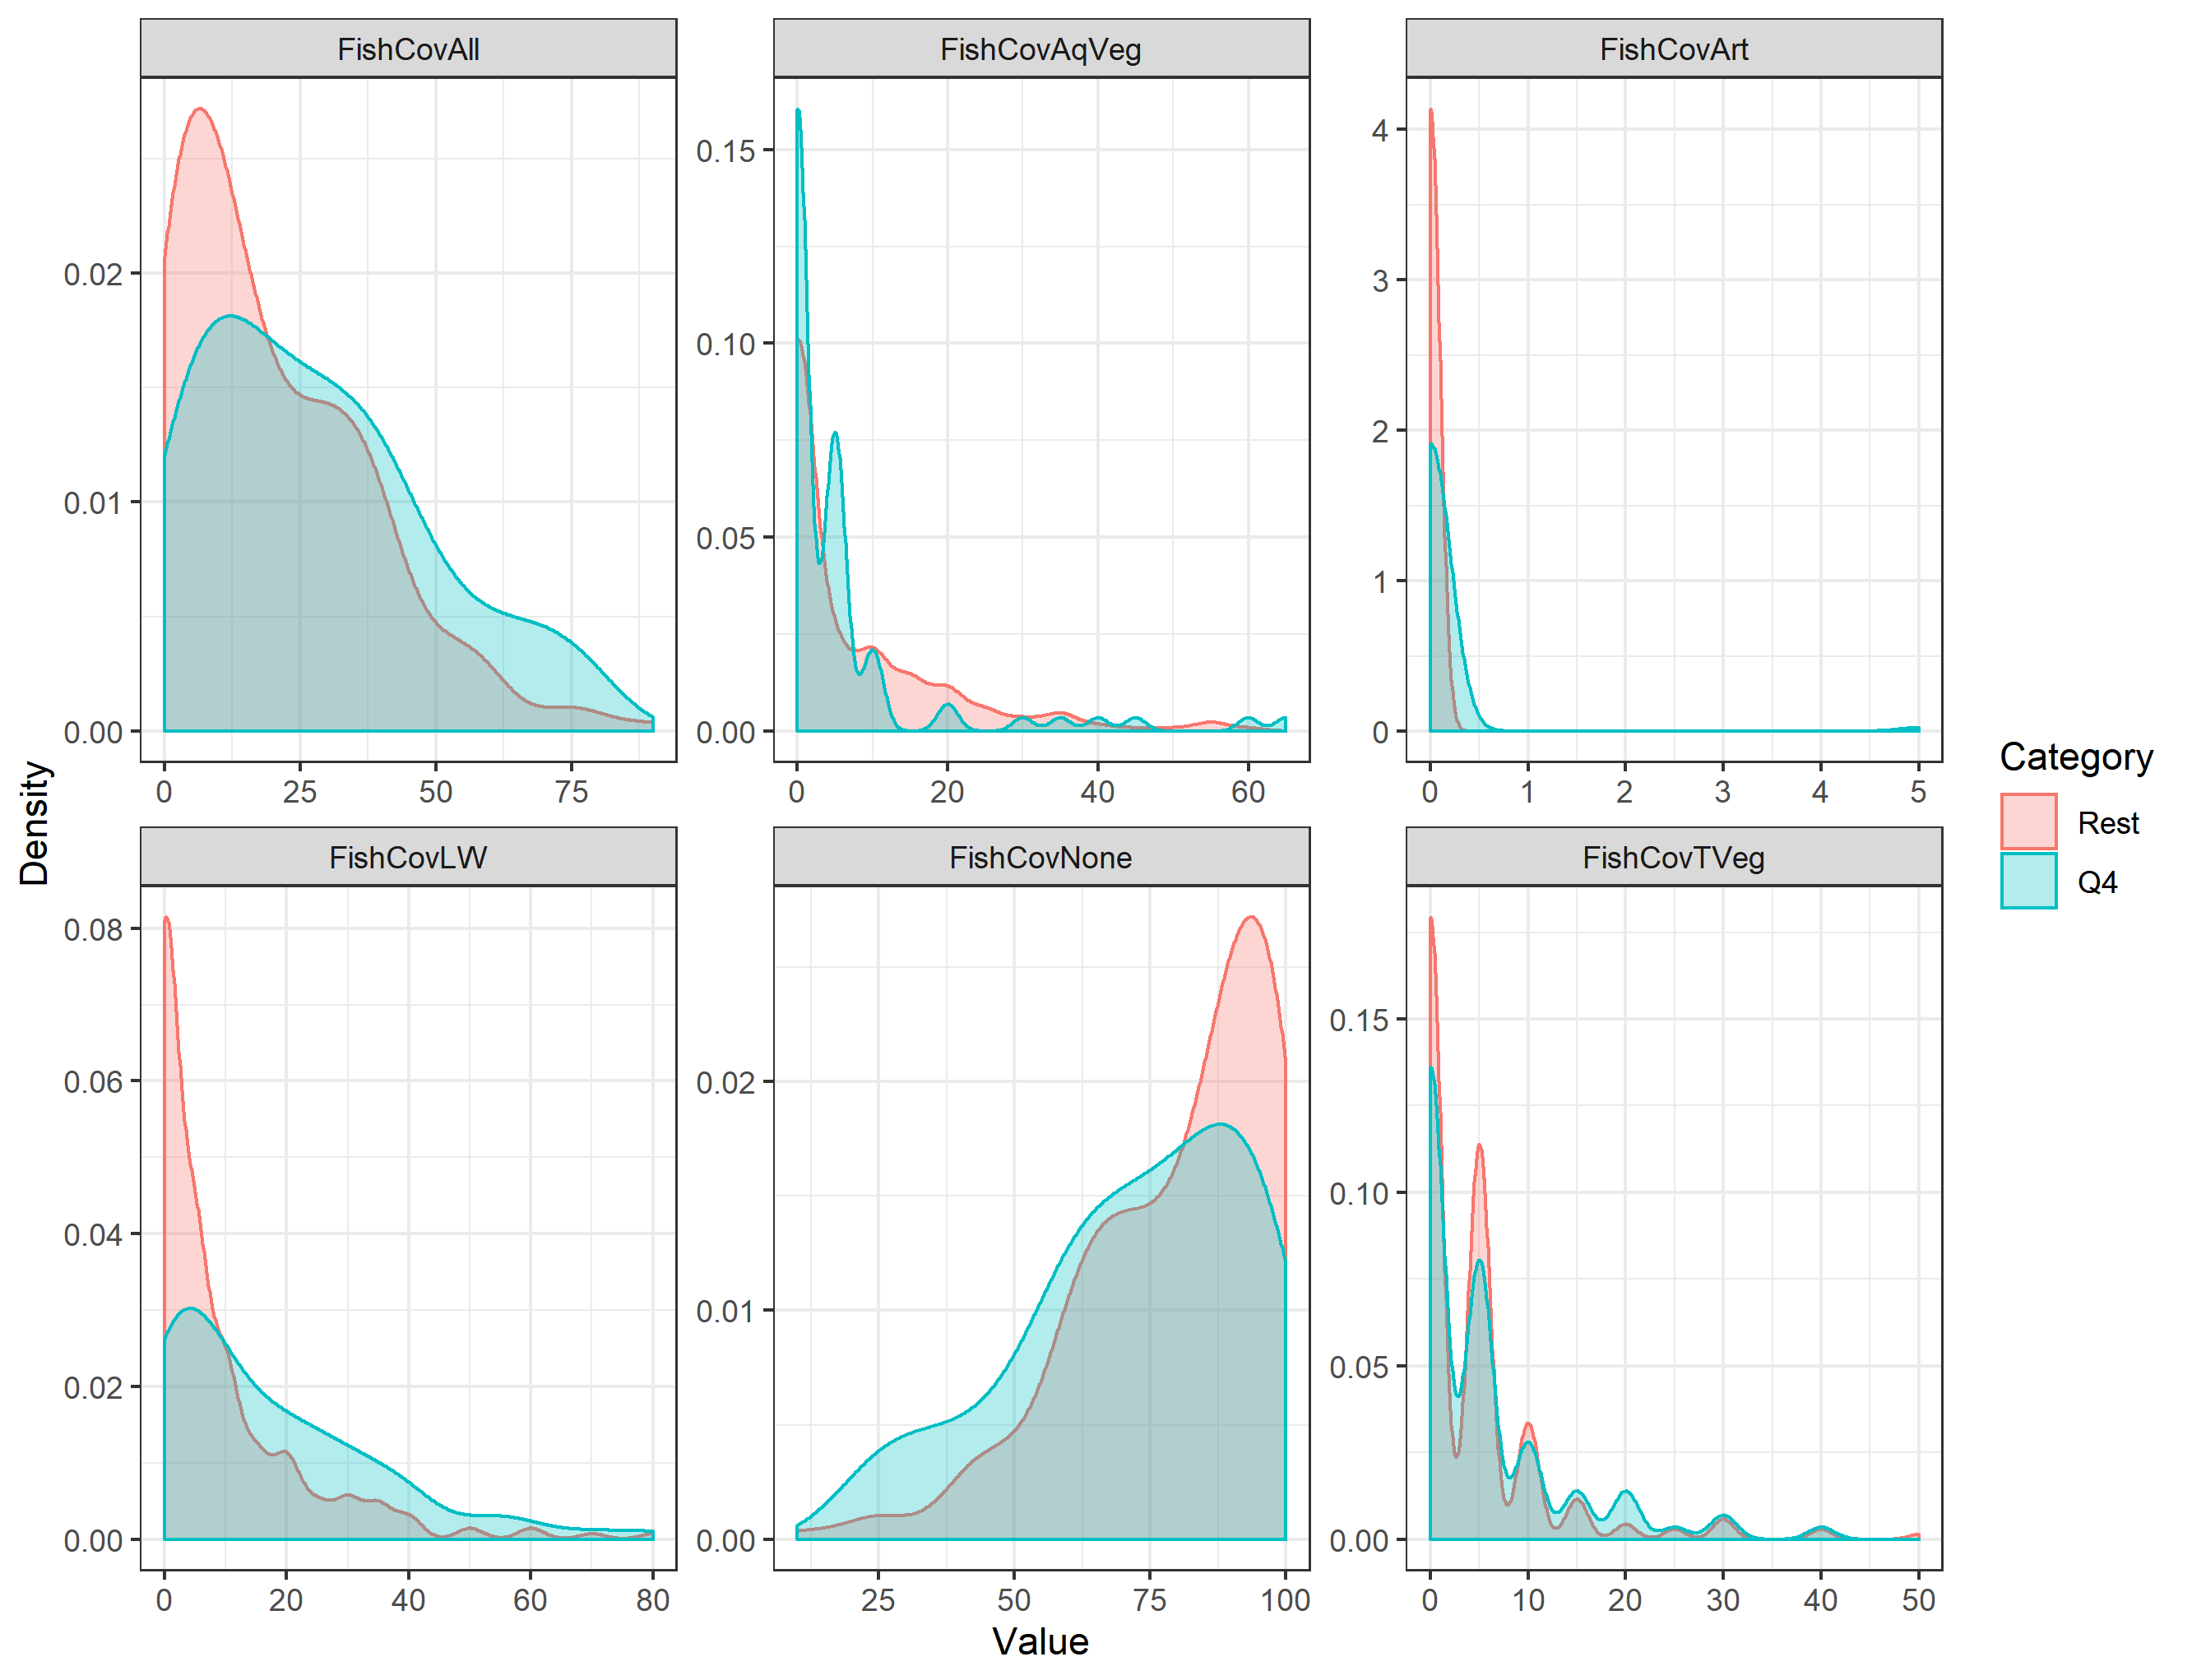 FishCovAll
FishCovAqVeg
FishCovArt
0.02
0.01
0.00
0 25 50 75
0.15
0.10
0.05
0.00
0 20 40 60
4
3
2
1
0
0 1 2 3 4 5
FishCovLW
FishCovNone
FishCovTVeg
0.08
0.06
0.04
0.02
0.00
0 20 40 60 80
0.02
0.01
0.00
25 50 75 100
0.15
0.10
0.05
0.00
0 10 20 30 40 50
Density
Value
Category
Rest
Q4